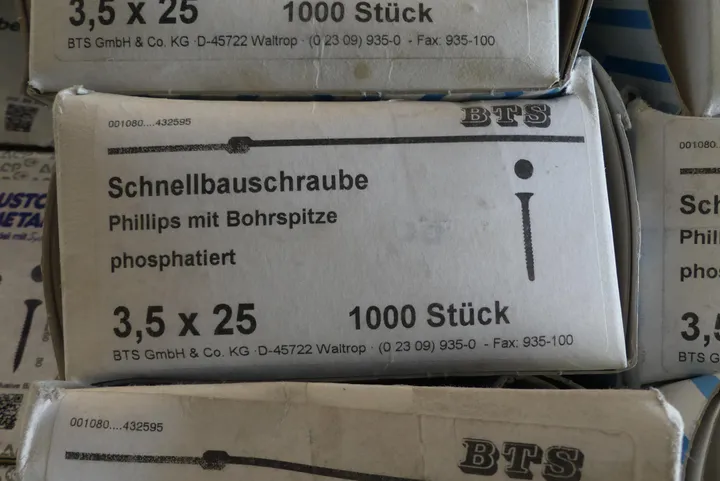 3,5 x 25 1000 Stück
BTS GmbH & Co. KG · D-45722 Waltrop · (0 23 09) 935-0 - Fax: 935-100
001080....432595
BTS
Schnellbauschraube
Phillips mit Bohrspitze
phosphatiert
3,5 x 25 1000 Stück
BTS GmbH & Co. KG · D-45722 Waltrop · (0 23 09) 935-0 - Fax: 935-100
001080....432595
BTS
001080....
Sch
Phill
phos
3,5
BTS G